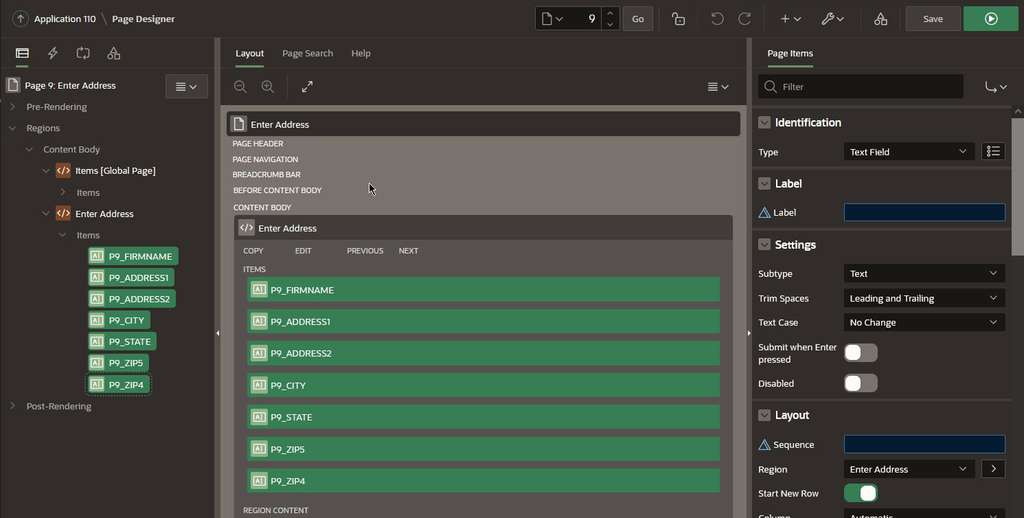 Application 110 \ Page Designer
9
Go
Save
Layout
Page Search
Help
Page Items
Page 9: Enter Address
Pre-Rendering
Regions
Content Body
Items [Global Page]
Items
Enter Address
Items
P9_FIRMNAME
P9_ADDRESS1
P9_ADDRESS2
P9_CITY
P9_STATE
P9_ZIP5
P9_ZIP4
Post-Rendering
Enter Address
PAGE HEADER
PAGE NAVIGATION
BREADCRUMB BAR
BEFORE CONTENT BODY
CONTENT BODY
Enter Address
COPY EDIT PREVIOUS NEXT
ITEMS
P9_FIRMNAME
P9_ADDRESS1
P9_ADDRESS2
P9_CITY
P9_STATE
P9_ZIP5
P9_ZIP4
REGION CONTENT
Filter
Identification
Type Text Field
Label
Label
Settings
Subtype Text
Trim Spaces Leading and Trailing
Text Case No Change
Submit when Enter
pressed
Disabled
Layout
Sequence
Region Enter Address
Start New Row
Column Automatic